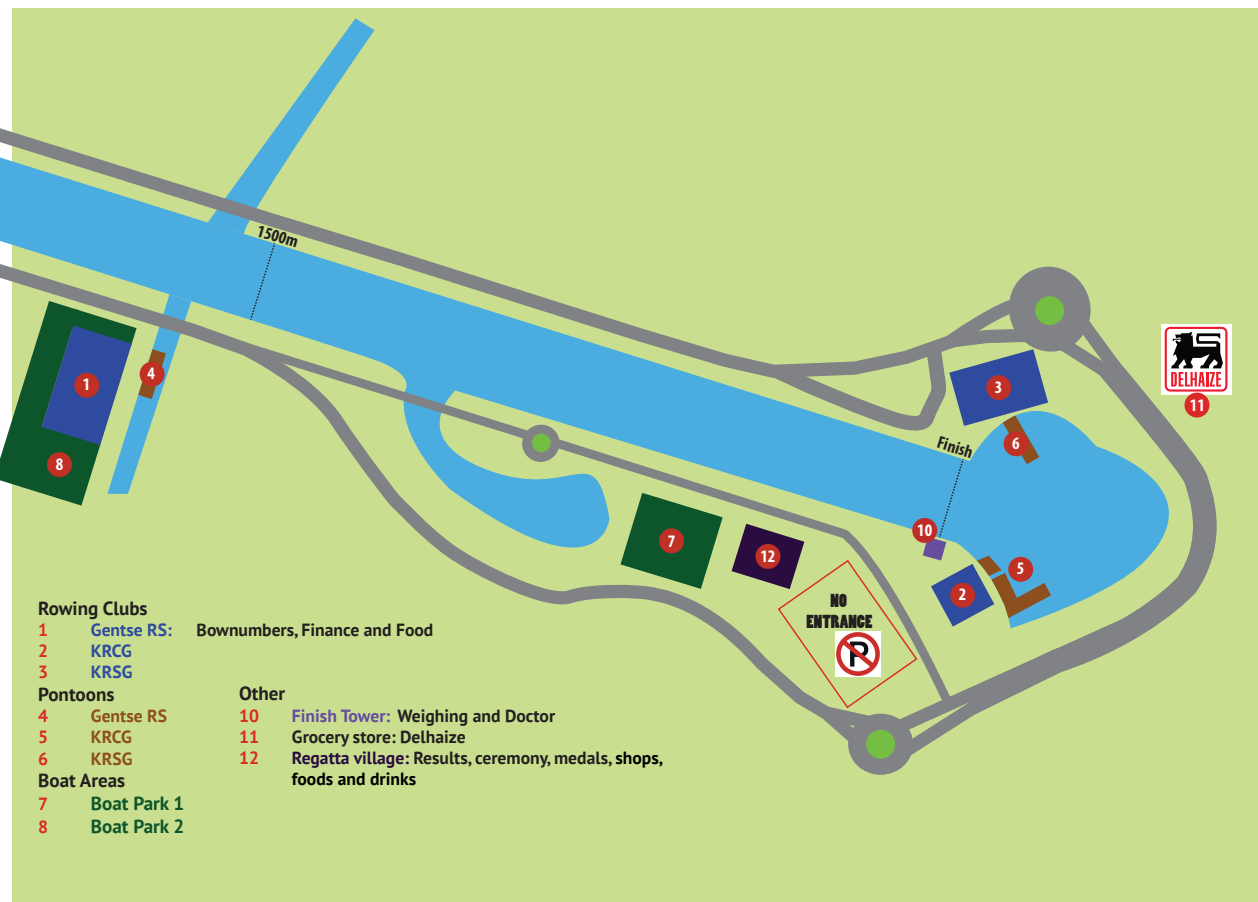 1500m
1
4
8
3
DELHAIZE
11
6
Finish
10
7
12
5
2
NO
ENTRANCE
P
Rowing Clubs
1 Gentse RS: Bownumbers, Finance and Food
2 KRCG
3 KRSG
Pontoons
4 Gentse RS
5 KRCG
6 KRSG
Boat Areas
7 Boat Park 1
8 Boat Park 2
Other
10 Finish Tower: Weighing and Doctor
11 Grocery store: Delhaize
12 Regatta village: Results, ceremony, medals, shops,
foods and drinks